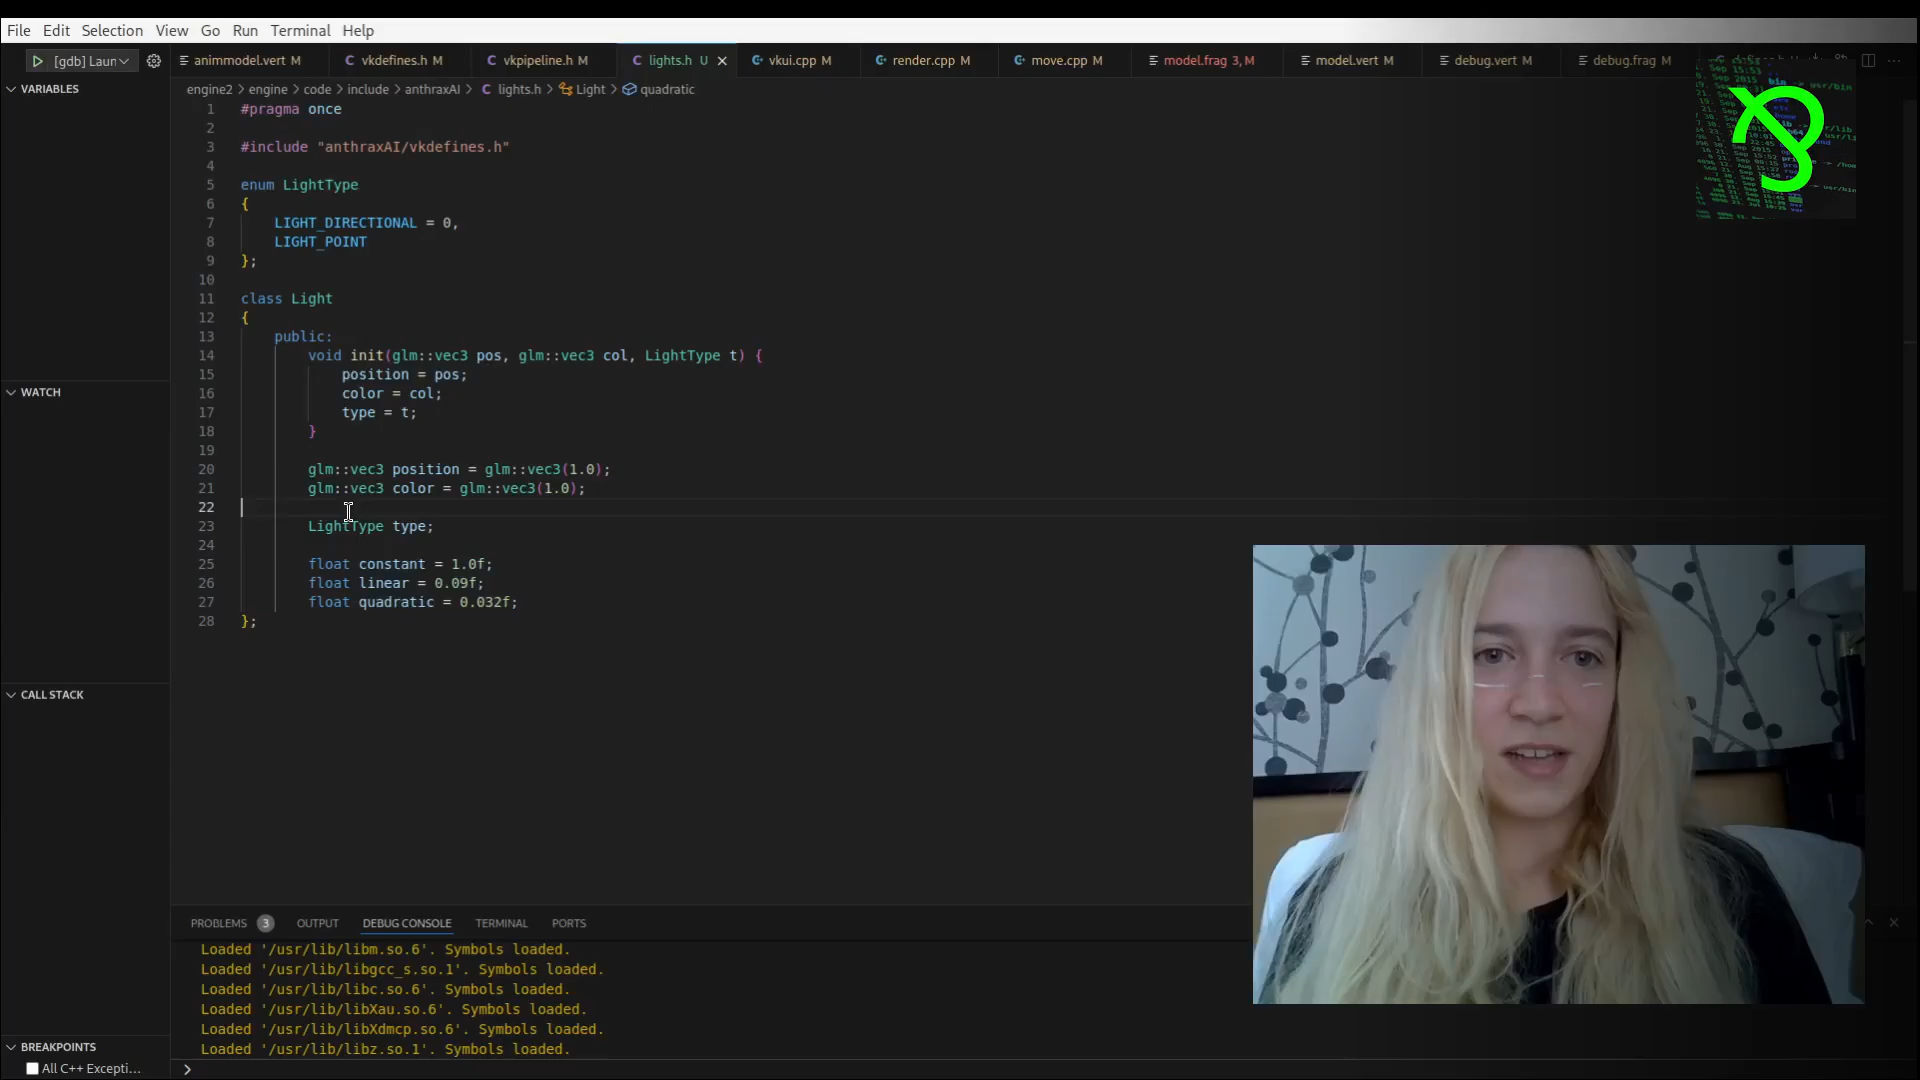 File Edit Selection View Go Run Terminal Help
[gdb] Laun
animmodel.vert M vkdefines.h M vkpipeline.h M lights.h U vkui.cpp M render.cpp M move.cpp M model.frag 3, M model.vert M debug.vert M debug.frag M
VARIABLES
engine2 > engine > code > include > anthraxAI > lights.h > Light > quadratic
1 #pragma once
2
3 #include "anthraxAI/vkdefines.h"
4
5 enum LightType
6 {
7 LIGHT_DIRECTIONAL = 0,
8 LIGHT_POINT
9 };
10
11 class Light
12 {
13 public:
14 void init(glm::vec3 pos, glm::vec3 col, LightType t) {
15 position = pos;
16 color = col;
17 type = t;
18 }
19
20 glm::vec3 position = glm::vec3(1.0);
21 glm::vec3 color = glm::vec3(1.0);
22
23 LightType type;
24
25 float constant = 1.0f;
26 float linear = 0.09f;
27 float quadratic = 0.032f;
28 };
WATCH
CALL STACK
BREAKPOINTS
All C++ Excepti...
PROBLEMS 3 OUTPUT DEBUG CONSOLE TERMINAL PORTS
Loaded '/usr/lib/libm.so.6'. Symbols loaded.
Loaded '/usr/lib/libgcc_s.so.1'. Symbols loaded.
Loaded '/usr/lib/libc.so.6'. Symbols loaded.
Loaded '/usr/lib/libXau.so.6'. Symbols loaded.
Loaded '/usr/lib/libXdmcp.so.6'. Symbols loaded.
Loaded '/usr/lib/libz.so.1'. Symbols loaded.